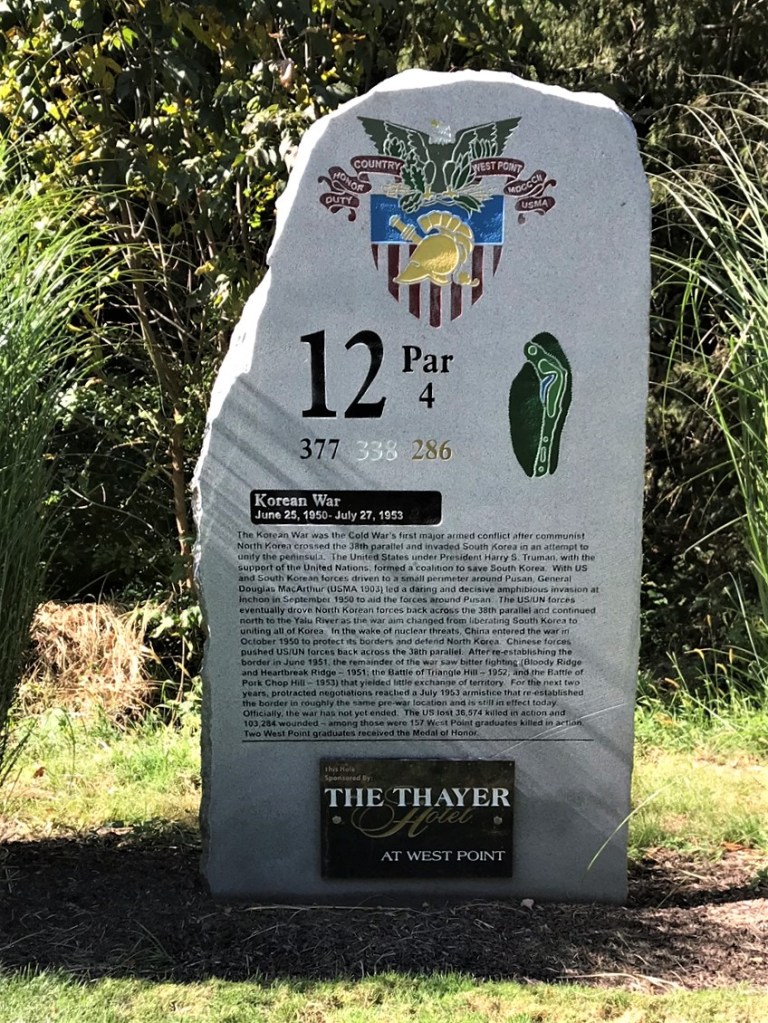 COUNTRY WEST POINT
HONOR MDCCCII
DUTY USMA
12 Par
4
377 338 286
Korean War
June 25, 1950- July 27, 1953
The Korean War was the Cold War's first major armed conflict after communist
North Korea crossed the 38th parallel and invaded South Korea in an attempt to
unify the peninsula. The United States under President Harry S. Truman, with the
support of the United Nations, formed a coalition to save South Korea. With US
and South Korean forces driven to a small perimeter around Pusan, General
Douglas MacArthur (USMA 1903) led a daring and decisive amphibious invasion at
Inchon in September 1950 to aid the forces around Pusan. The US/UN forces
eventually drove North Korean forces back across the 38th parallel and continued
north to the Yalu River as the war aim changed from liberating South Korea to
uniting all of Korea. In the wake of nuclear threats, China entered the war in
October 1950 to protect its borders and defend North Korea. Chinese forces
pushed US/UN forces back across the 38th parallel. After re-establishing the
border in June 1951, the remainder of the war saw bitter fighting (Bloody Ridge
and Heartbreak Ridge – 1951, the Battle of Triangle Hill – 1952, and the Battle of
Pork Chop Hill – 1953) that yielded little exchange of territory. For the next two
years, protracted negotiations reached a July 1953 armistice that re-established
the border in roughly the same pre-war location and is still in effect today.
Officially, the war has not yet ended. The US lost 36,574 killed in action and
103,284 wounded – among those were 157 West Point graduates killed in action.
Two West Point graduates received the Medal of Honor.
This Hole
Sponsored By
THE THAYER
Hotel
AT WEST POINT